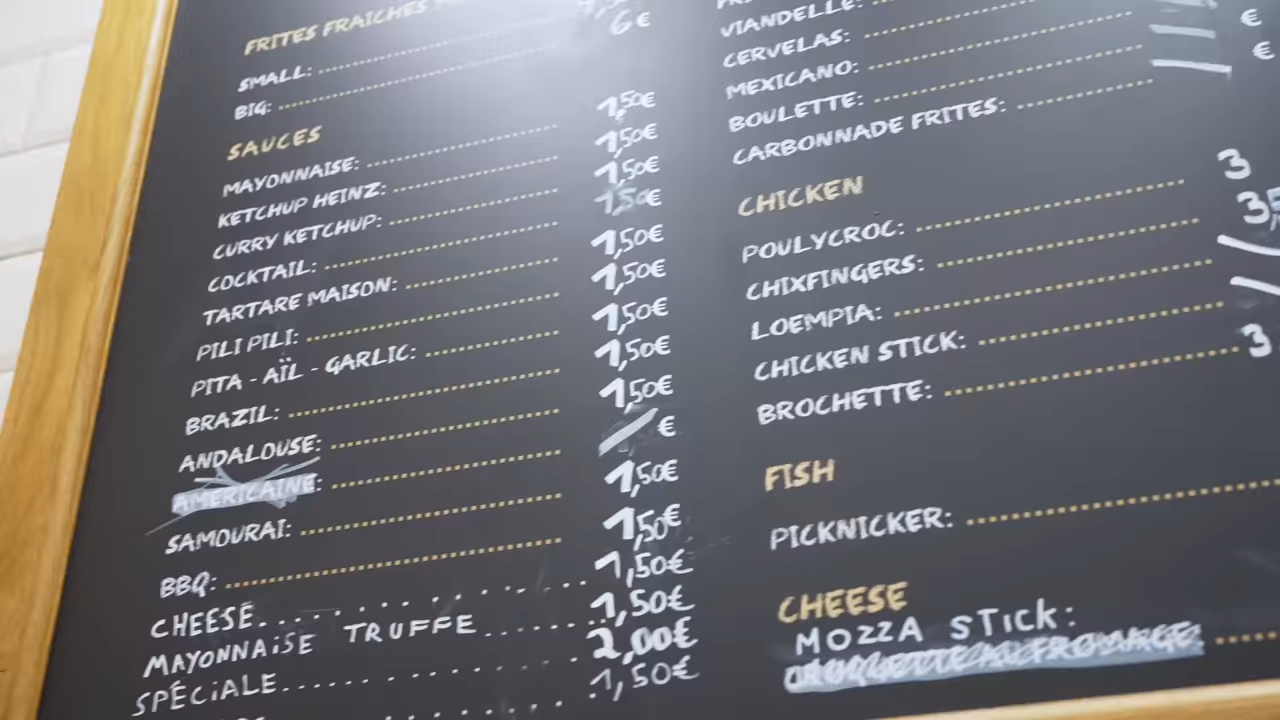 FRITES FRAICHES
SMALL:
BIG: 6€
SAUCES
MAYONNAISE: 1,50€
KETCHUP HEINZ: 1,50€
CURRY KETCHUP: 1,50€
COCKTAIL: 1,50€
TARTARE MAISON: 1,50€
PILI PILI: 1,50€
PITA - AÏL - GARLIC: 1,50€
BRAZIL: 1,50€
ANDALOUSE: 1,50€
AMERICAINE: €
SAMOURAI: 1,50€
BBQ: 1,50€
CHEESE.... 1,50€
MAYONNAISE TRUFFE...... 1,50€
SPÉCIALE............ 2,00€
1,50€
VIANDELLE:
CERVELAS: €
MEXICANO: €
BOULETTE:
CARBONNADE FRITES:
CHICKEN
POULYCROC: 3
CHIXFINGERS: 3,5
LOEMPIA:
CHICKEN STICK:
BROCHETTE: 3
FISH
PICKNICKER:
CHEESE
MOZZA STICK: